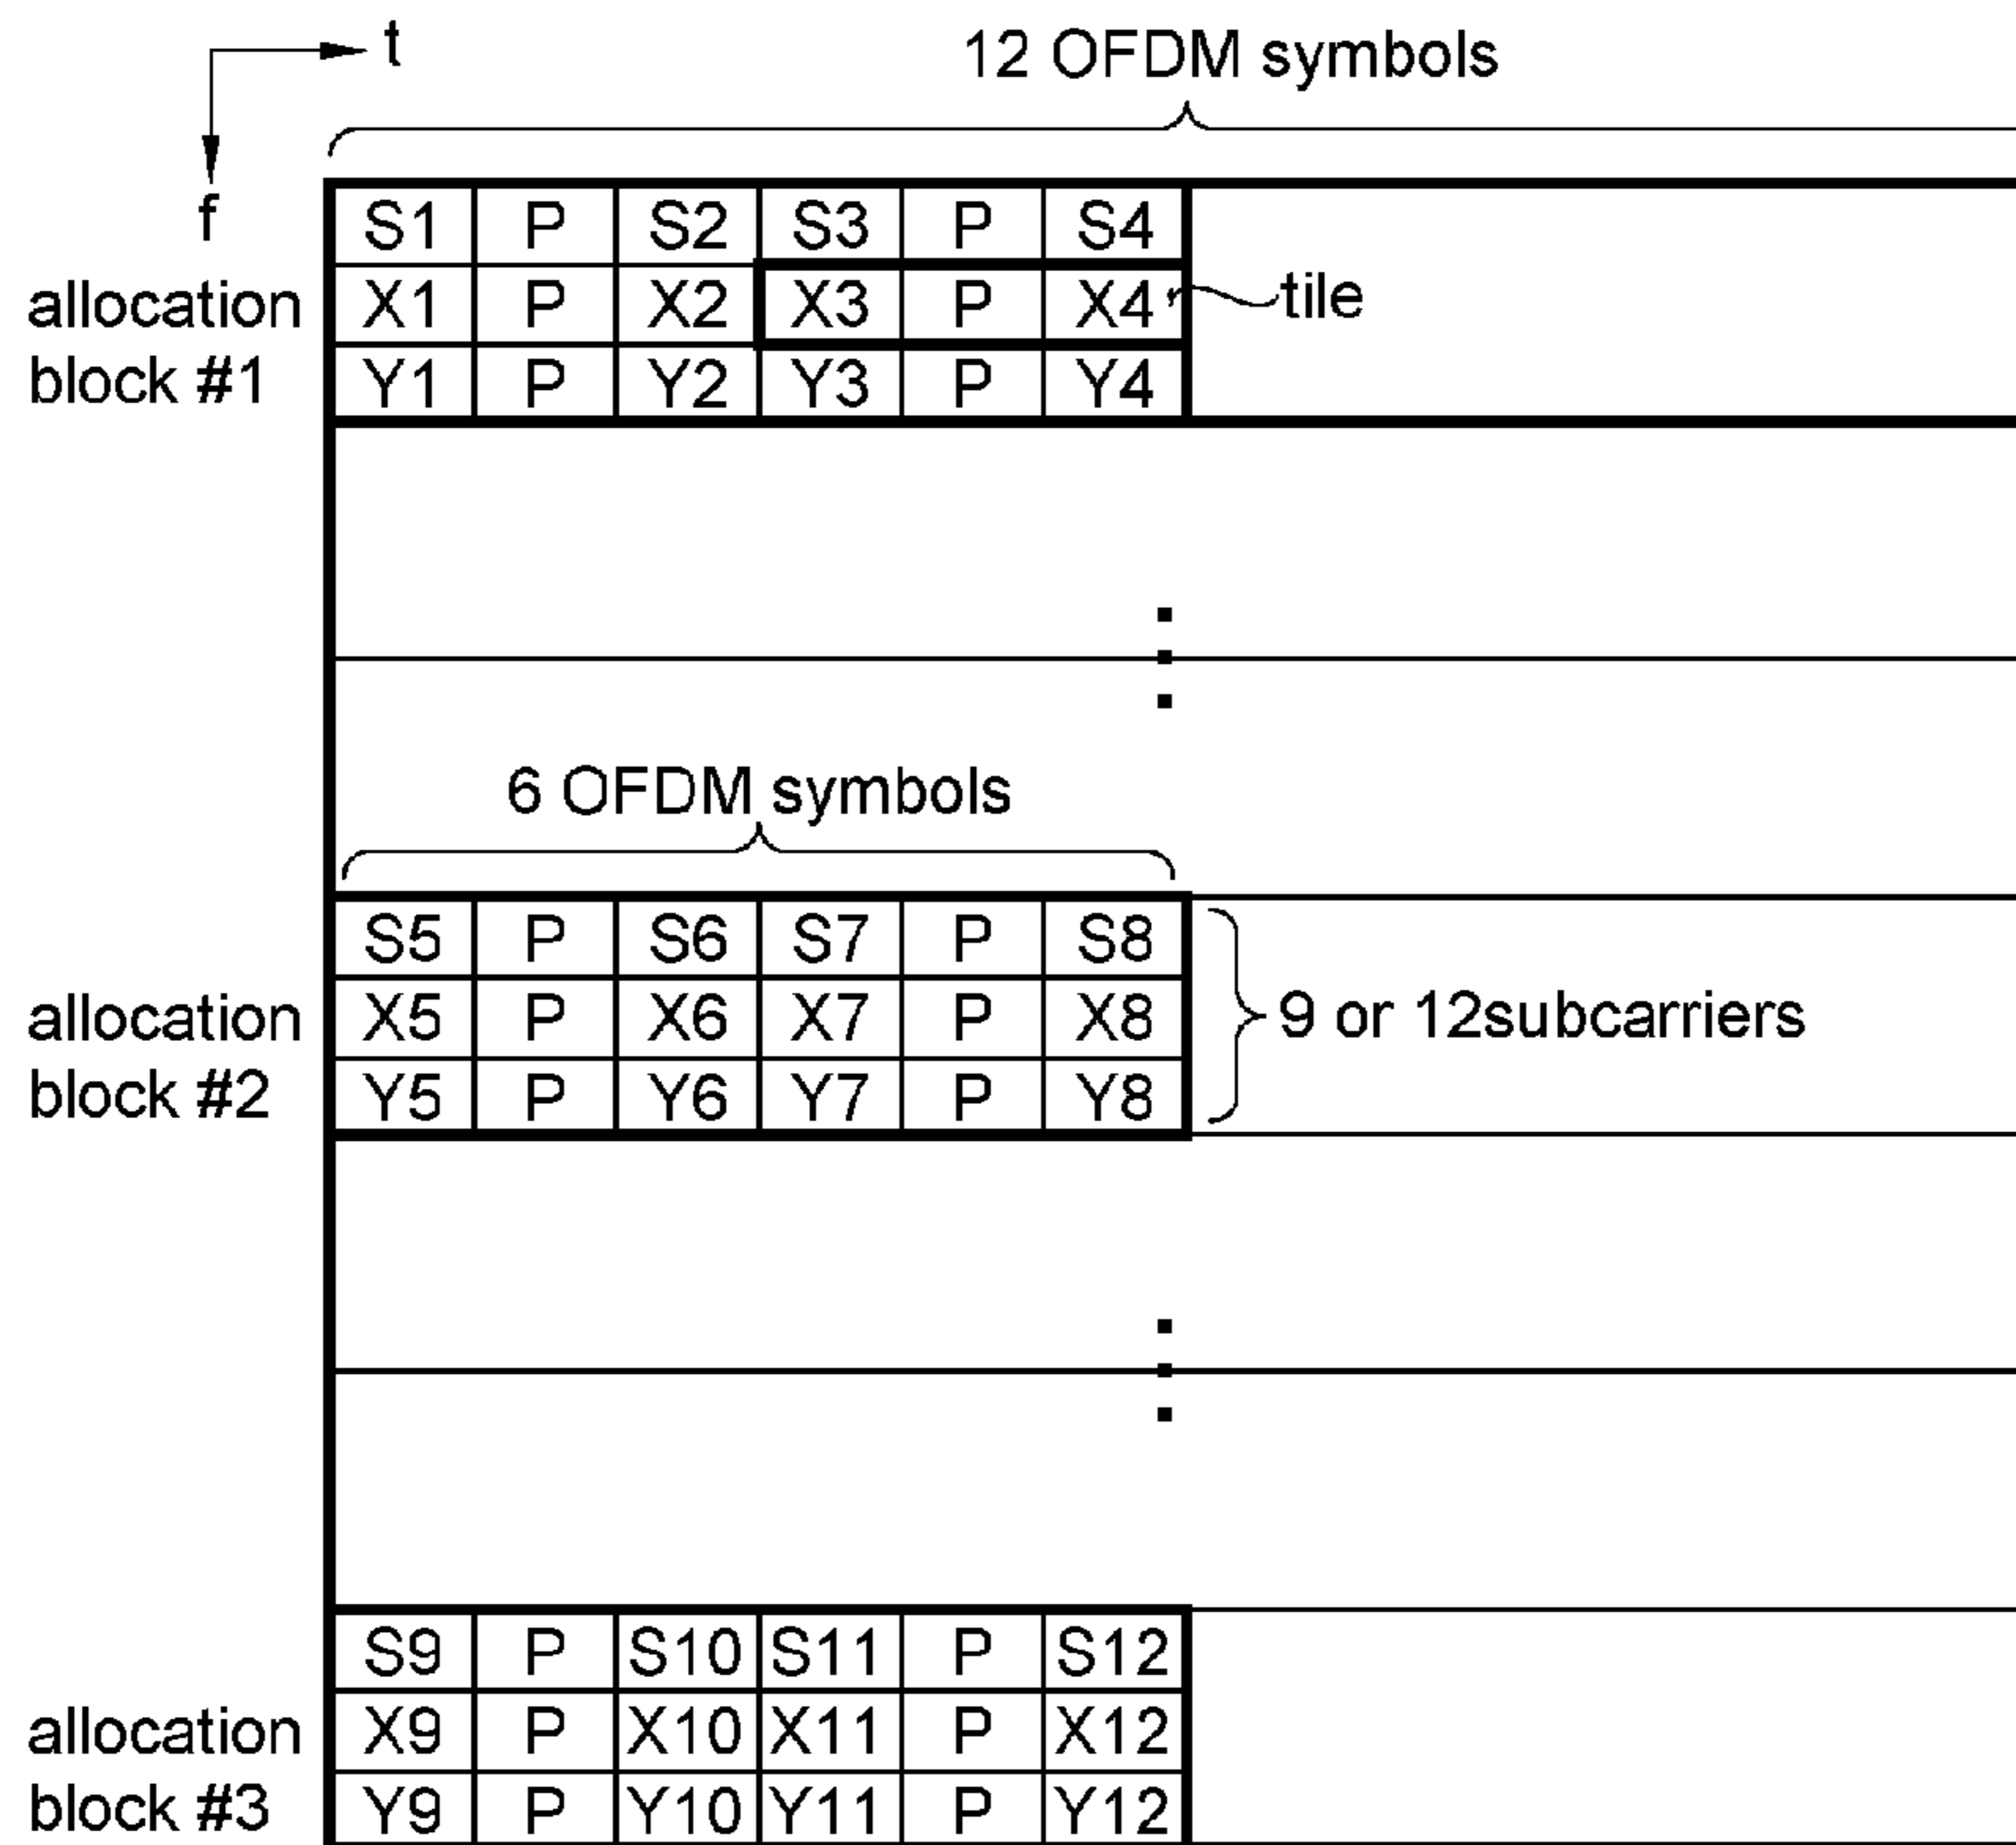 t
12 OFDM symbols
f
S1 P S2 S3 P S4
allocation
block #1
X1 P X2 X3 P X4
tile
Y1 P Y2 Y3 P Y4
6 OFDM symbols
S5 P S6 S7 P S8
allocation
block #2
X5 P X6 X7 P X8
9 or 12subcarriers
Y5 P Y6 Y7 P Y8
S9 P S10 S11 P S12
allocation
block #3
X9 P X10 X11 P X12
Y9 P Y10 Y11 P Y12